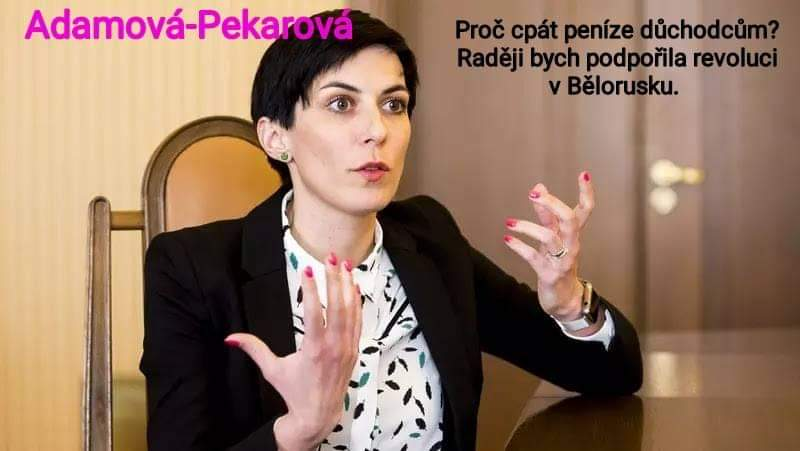 Adamová-Pekarová
Proč cpát peníze důchodcům?
Raději bych podpořila revoluci
v Bělorusku.